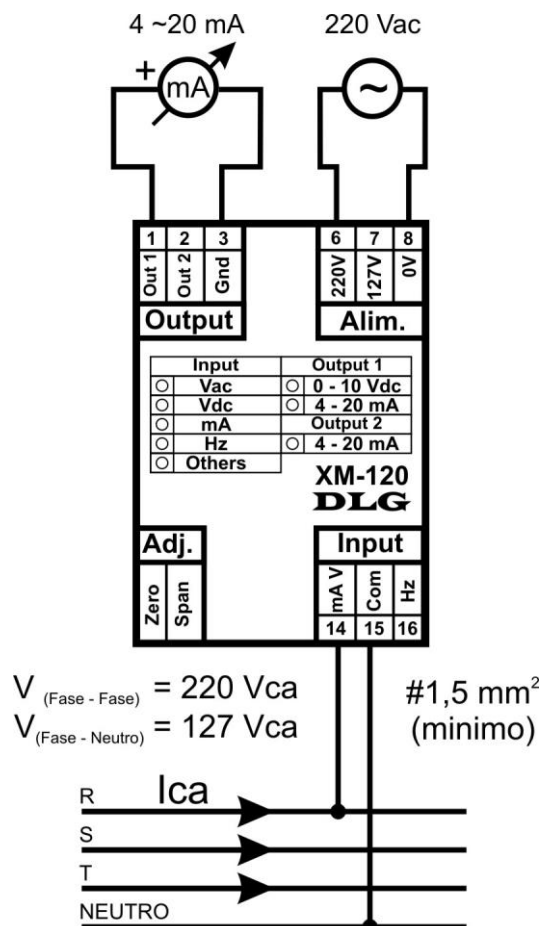 4 ~20 mA
220 Vac
+
mA
~
1 2 3
Out 1 Out 2 Gnd
Output
6 7 8
220V 127V 0V
Alim.
Input
Vac
Vdc
mA
Hz
Others
Output 1
0 - 10 Vdc
4 - 20 mA
Output 2
4 - 20 mA
XM-120
DLG
Adj.
Zero Span
Input
mA V Com Hz
14 15 16
V (Fase - Fase) = 220 Vca
V (Fase - Neutro) = 127 Vca
#1,5 mm²
(minimo)
Ica
R
S
T
NEUTRO